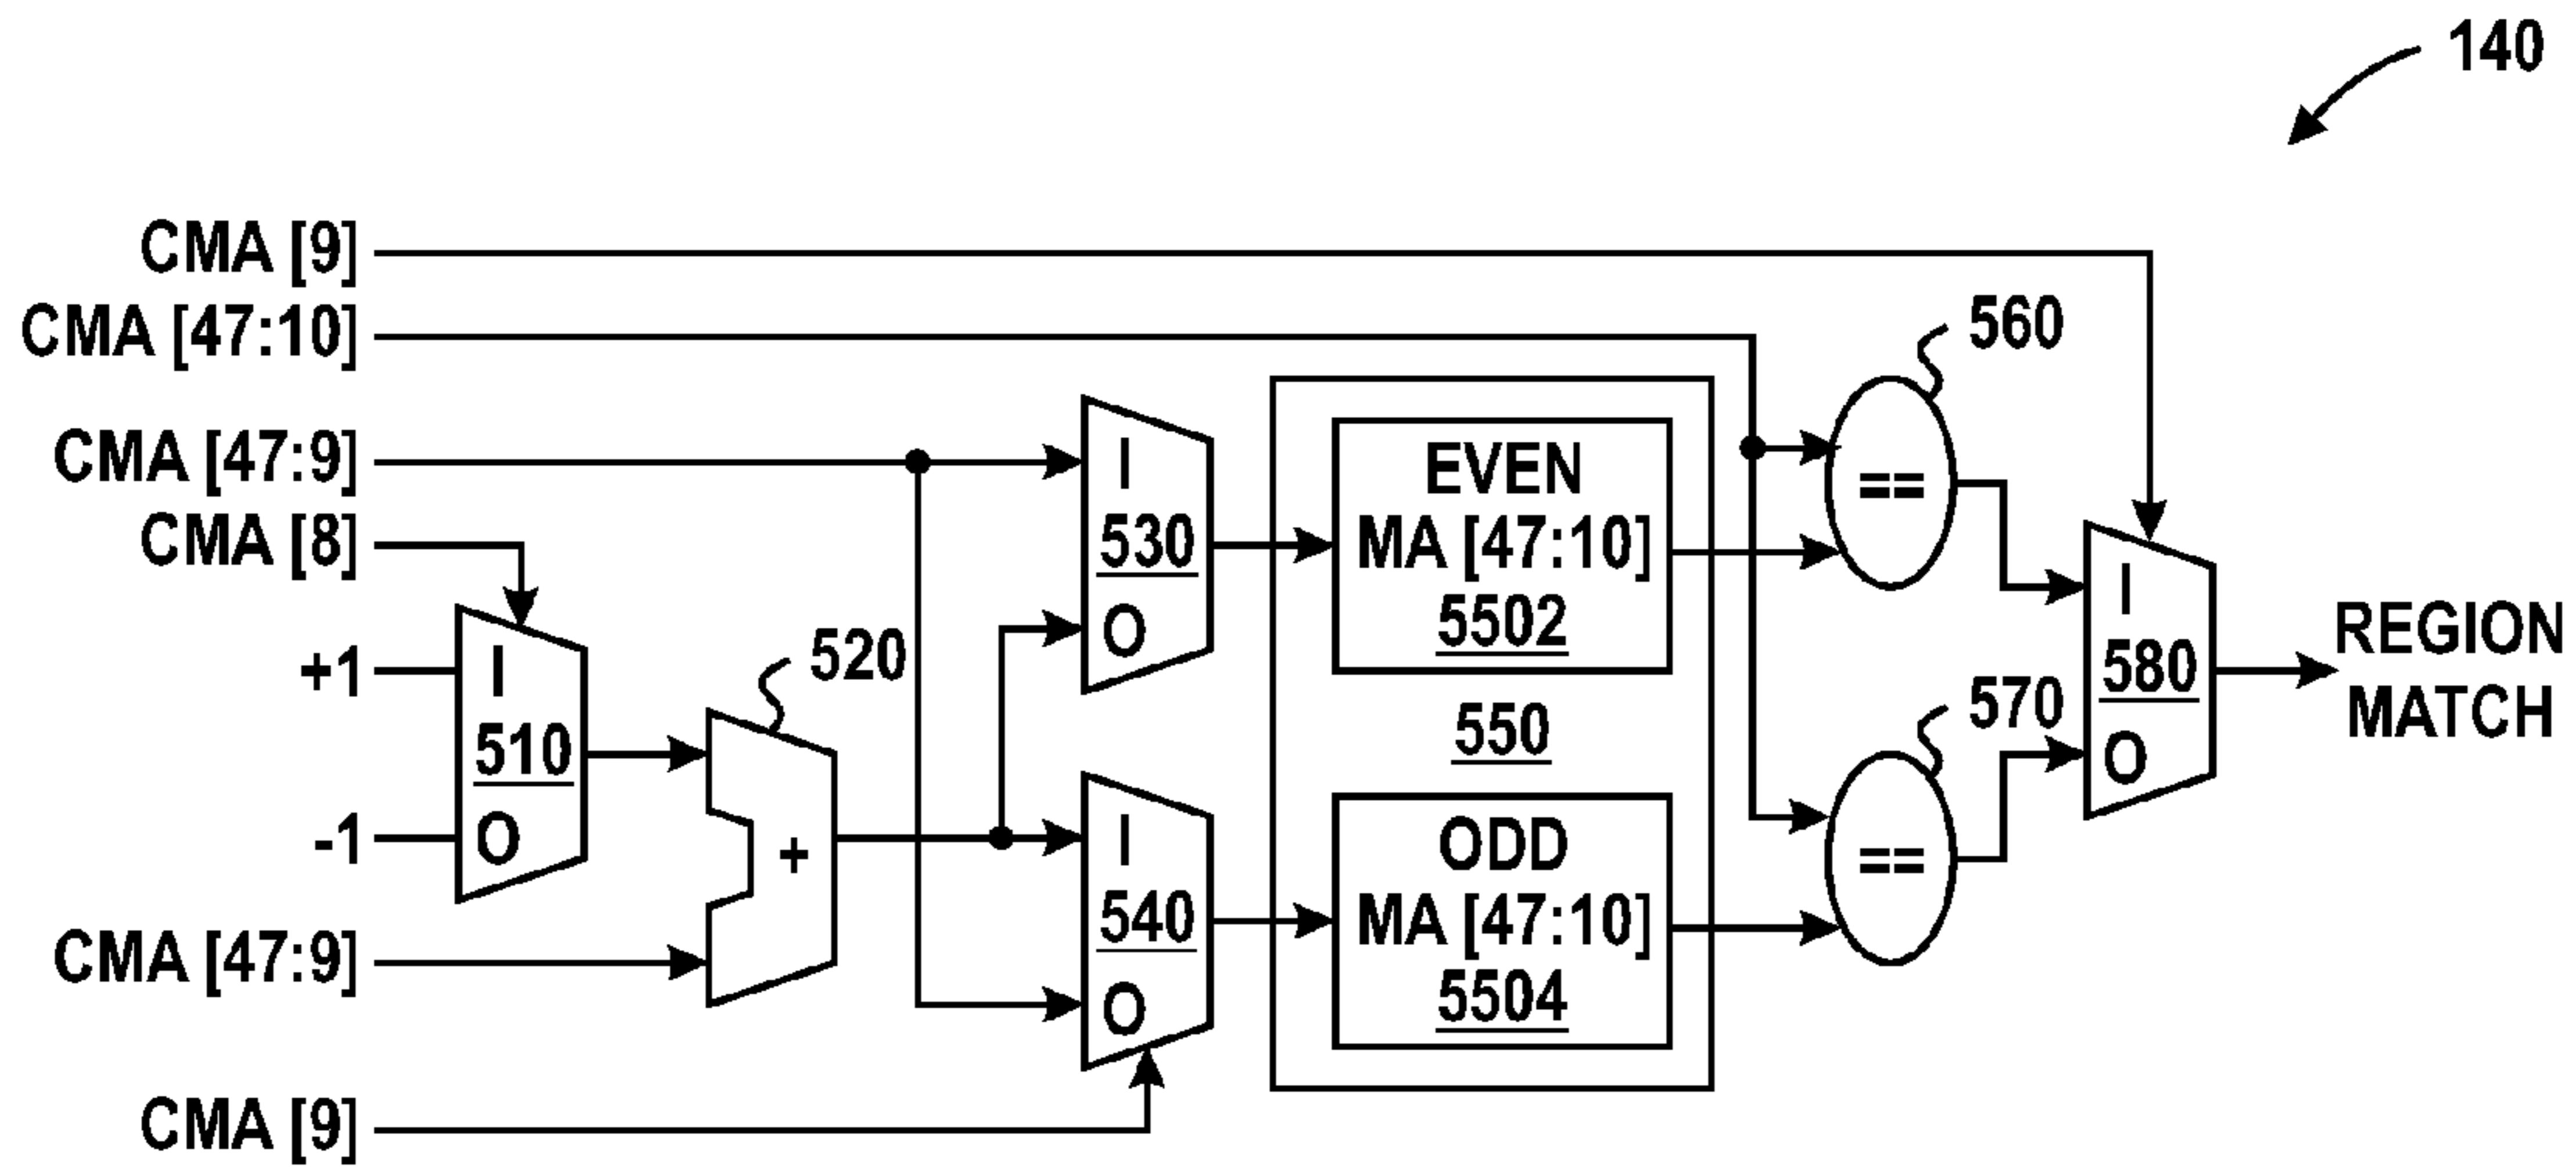 140
CMA [9]
CMA [47:10]
560
CMA [47:9]
I
EVEN
==
CMA [8]
530
MA [47:10]
I
O
5502
520
REGION
+1
I
580
MATCH
510
550
570
-1
O
+
O
I
ODD
==
CMA [47:9]
540
MA [47:10]
O
5504
CMA [9]